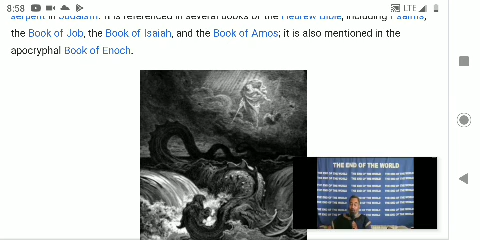 8:58
LTE
serpent in Judaism. It is referenced in several books of the Hebrew Bible, including Psalms,
the Book of Job, the Book of Isaiah, and the Book of Amos; it is also mentioned in the
apocryphal Book of Enoch.
THE END OF THE WORLD